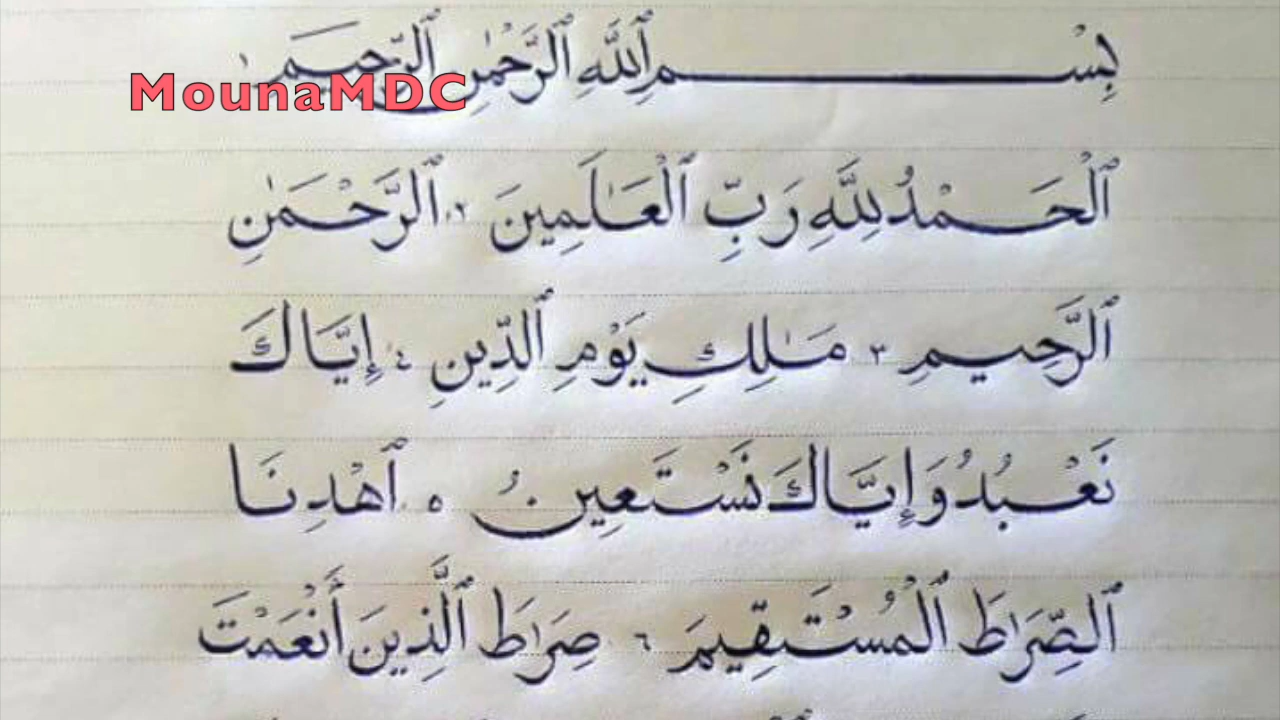 بِسْمِ ٱللَّهِ ٱلرَّحْمَٰنِ ٱلرَّحِيمِ ١
MounaMDC
ٱلْحَمْدُ لِلَّهِ رَبِّ ٱلْعَٰلَمِينَ ٢ ٱلرَّحْمَٰنِ
ٱلرَّحِيمِ ٣ مَٰلِكِ يَوْمِ ٱلدِّينِ ٤ إِيَّاكَ
نَعْبُدُ وَإِيَّاكَ نَسْتَعِينُ ٥ ٱهْدِنَا
ٱلصِّرَٰطَ ٱلْمُسْتَقِيمَ ٦ صِرَٰطَ ٱلَّذِينَ أَنْعَمْتَ